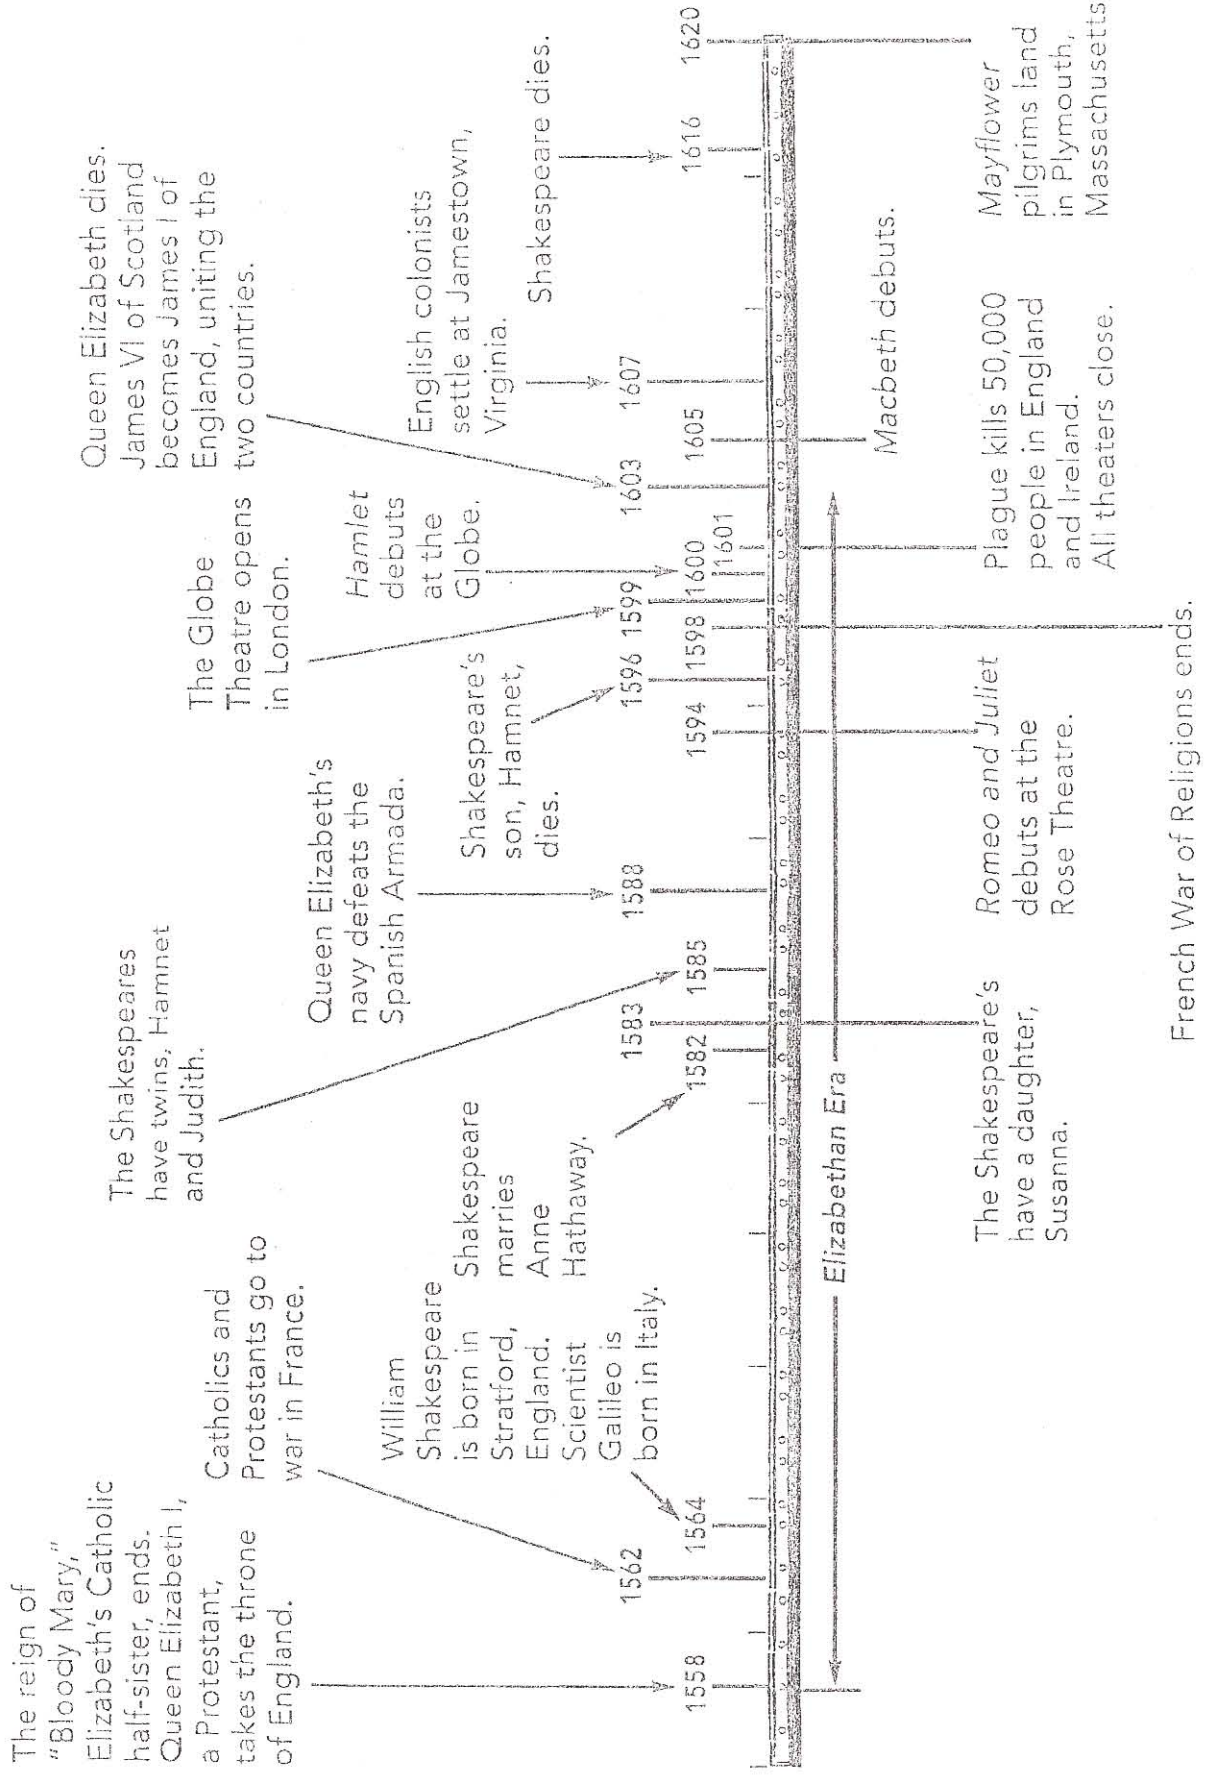 The reign of
"Bloody Mary,"
Elizabeth's Catholic
half-sister, ends.
Queen Elizabeth I,
a Protestant,
takes the throne
of England.
1558
Catholics and
Protestants go to
war in France.
1562
William
Shakespeare
is born in
Stratford,
England.
Scientist
Galileo is
born in Italy.
1564
Shakespeare
marries
Anne
Hathaway.
1582
1583
The Shakespeares
have twins, Hamnet
and Judith.
1585
Queen Elizabeth's
navy defeats the
Spanish Armada.
1588
1594
Shakespeare's
son, Hamnet,
dies.
1596
1598
The Globe
Theatre opens
in London.
1599
Hamlet
debuts
at the
Globe.
1600
1601
Queen Elizabeth dies.
James VI of Scotland
becomes James I of
England, uniting the
two countries.
1603
1605
English colonists
settle at Jamestown,
Virginia.
1607
Shakespeare dies.
1616
1620
Elizabethan Era
The Shakespeare's
have a daughter,
Susanna.
Romeo and Juliet
debuts at the
Rose Theatre.
French War of Religions ends.
Plague kills 50,000
people in England
and Ireland.
All theaters close.
Macbeth debuts.
Mayflower
pilgrims land
in Plymouth,
Massachusetts